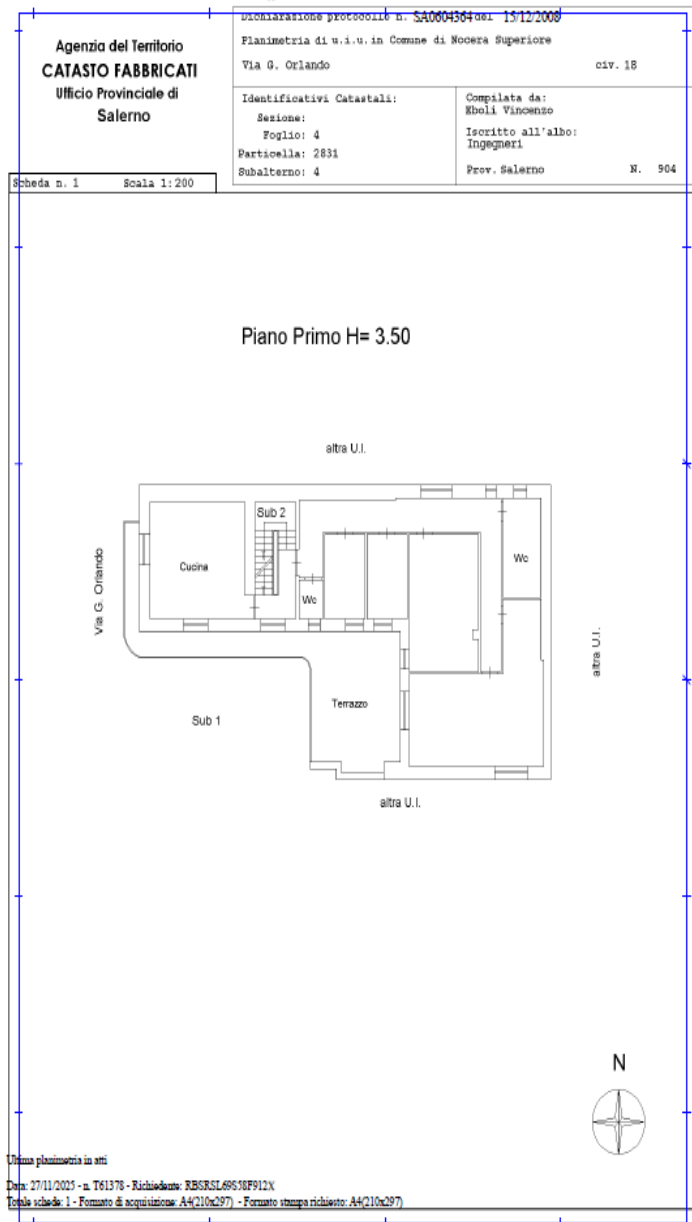 Dichiarazione protocollo n. SA0604364 del 15/12/2008
Agenzia del Territorio
CATASTO FABBRICATI
Ufficio Provinciale di
Salerno
Planimetria di u.i.u. in Comune di Nocera Superiore
Via G. Orlando civ. 18
Identificativi Catastali:
Sezione:
Foglio: 4
Particella: 2831
Subalterno: 4
Compilata da:
Eboli Vincenzo
Iscritto all'albo:
Ingegneri
Prov. Salerno N. 904
Scheda n. 1 Scala 1:200
Piano Primo H= 3.50
altra U.I.
Sub 2
Cucina
Wc
Wc
Via G. Orlando
altra U.I.
Terrazzo
Sub 1
altra U.I.
N
Ultima planimetria in atti
Data: 27/11/2025 - n. T61378 - Richiedente: RBSRSL69S58F912X
Totale schede: 1 - Formato di acquisizione: A4(210x297) - Formato stampa richiesto: A4(210x297)